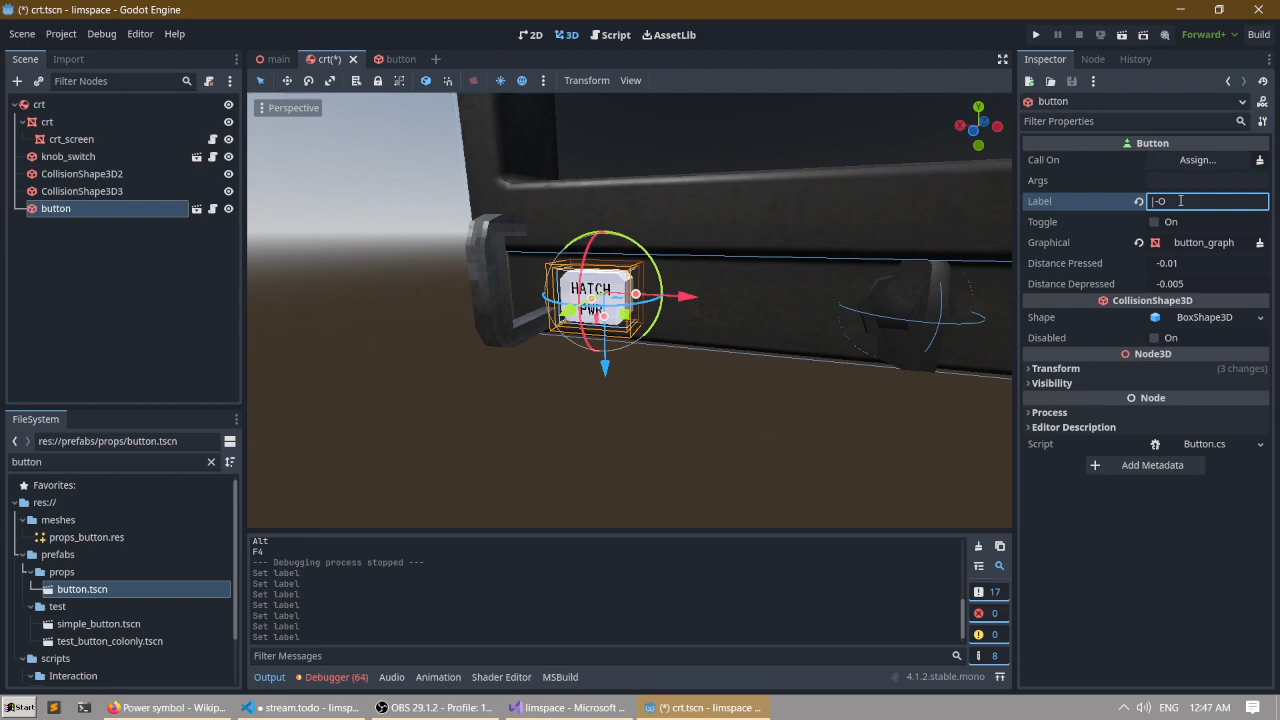 (*) crt.tscn - limspace - Godot Engine
Scene Project Debug Editor Help
2D 3D Script AssetLib
Forward+ Build
Scene Import
main crt(*) button
Inspector Node History
Filter Nodes
Transform View
crt
crt
crt_screen
knob_switch
CollisionShape3D2
CollisionShape3D3
button
Perspective
Y
HATCH
PWR
button
Filter Properties
Button
Call On Assign...
Args
Label |-O
Toggle On
Graphical button_graph
Distance Pressed -0.01
Distance Depressed -0.005
CollisionShape3D
Shape BoxShape3D
Disabled On
Node3D
Transform (3 changes)
Visibility
Node
Process
Editor Description
Script Button.cs
Add Metadata
FileSystem
res://prefabs/props/button.tscn
button
Favorites:
res://
meshes
props_button.res
prefabs
props
button.tscn
test
simple_button.tscn
test_button_colonly.tscn
scripts
Interaction
Alt
F4
--- Debugging process stopped ---
Set label
Set label
Set label
Set label
Set label
Set label
Set label
17
0
0
8
Filter Messages
Output Debugger (64) Audio Animation Shader Editor MSBuild
4.1.2.stable.mono
Start
Power symbol - Wikip...
● stream.todo - limsp...
OBS 29.1.2 - Profile: 1...
limspace - Microsoft ...
(*) crt.tscn - limspace ...
12:47 AM